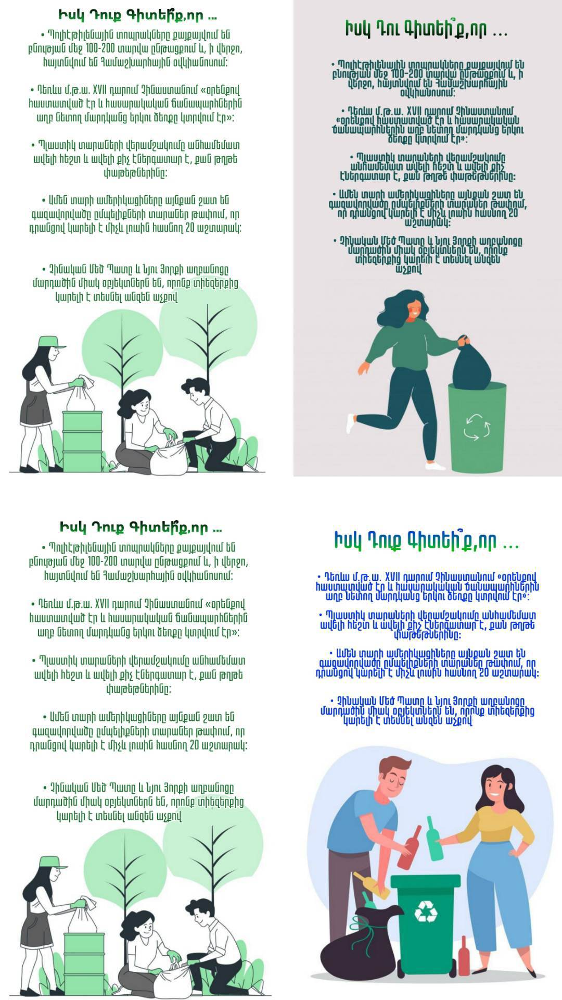 Իսկ Դուք Գիտեի՞ք,որ ...
• Պոլիէթիլենային տոպրակները քայքայվում են
բնության մեջ 100-200 տարվա ընթացքում և, ի վերջո,
հայտնվում են Համաշխարհային օվկիանոսում:
• Դեռևս մ.թ.ա. XVII դարում Չինաստանում «օրենքով
հաստատված էր և հասարակական ճանապարհներին
աղբ նետող մարդկանց երկու ձեռքը կտրվում էր»:
• Պլաստիկ տարաների վերամշակումը անհամեմատ
ավելի հեշտ և ավելի քիչ էներգատար է, քան թղթե
փաթեթներինը:
• Ամեն տարի ամերիկացիները այնքան շատ են
գազավորվածը ըմպելիքների տարաներ թափում, որ
դրանցով կարելի է միչև լուսին հասնող 20 աշտարակ:
• Չինական Մեծ Պատը և Նյու Յորքի աղբանոցը
մարդածին միակ օբյեկտներն են, որոնք տիեզերքից
կարելի է տեսնել անզեն աչքով
Իսկ Դու Գիտեի՞ք,որ ...
• Պոլիէթիլենային տոպրակները քայքայվում են
բնության մեջ 100-200 տարվա ընթացքում և, ի
վերջո, հայտնվում են Համաշխարհային
օվկիանոսում:
• Դեռևս մ.թ.ա. XVII դարում Չինաստանում
«օրենքով հաստատված էր և հասարակական
ճանապարհներին աղբ նետող մարդկանց երկու
ձեռքը կտրվում էր»:
• Պլաստիկ տարաների վերամշակումը
անհամեմատ ավելի հեշտ և ավելի քիչ
էներգատար է, քան թղթե փաթեթներինը:
• Ամեն տարի ամերիկացիները այնքան շատ են
գազավորվածը ըմպելիքների տարաներ թափում,
որ դրանցով կարելի է միչև լուսին հասնող 20
աշտարակ:
• Չինական Մեծ Պատը և Նյու Յորքի աղբանոցը
մարդածին միակ օբյեկտներն են, որոնք
տիեզերքից կարելի է տեսնել անզեն
աչքով
Իսկ Դուք Գիտեի՞ք,որ ...
• Պոլիէթիլենային տոպրակները քայքայվում են
բնության մեջ 100-200 տարվա ընթացքում և, ի վերջո,
հայտնվում են Համաշխարհային օվկիանոսում:
• Դեռևս մ.թ.ա. XVII դարում Չինաստանում «օրենքով
հաստատված էր և հասարակական ճանապարհներին
աղբ նետող մարդկանց երկու ձեռքը կտրվում էր»:
• Պլաստիկ տարաների վերամշակումը անհամեմատ
ավելի հեշտ և ավելի քիչ էներգատար է, քան թղթե
փաթեթներինը:
• Ամեն տարի ամերիկացիները այնքան շատ են
գազավորվածը ըմպելիքների տարաներ թափում, որ
դրանցով կարելի է միչև լուսին հասնող 20 աշտարակ:
• Չինական Մեծ Պատը և Նյու Յորքի աղբանոցը
մարդածին միակ օբյեկտներն են, որոնք տիեզերքից
կարելի է տեսնել անզեն աչքով
Իսկ Դուք Գիտեի՞ք,որ ...
• Դեռևս մ.թ.ա. XVII դարում Չինաստանում «օրենքով
հաստատված էր և հասարակական ճանապարհներին
աղբ նետող մարդկանց երկու ձեռքը կտրվում էր»:
• Պլաստիկ տարաների վերամշակումը անհամեմատ
ավելի հեշտ և ավելի քիչ էներգատար է, քան թղթե
փաթեթներինը:
• Ամեն տարի ամերիկացիները այնքան շատ են
գազավորվածը ըմպելիքների տարաներ թափում, որ
դրանցով կարելի է միչև լուսին հասնող 20 աշտարակ:
• Չինական Մեծ Պատը և Նյու Յորքի աղբանոցը
մարդածին միակ օբյեկտներն են, որոնք տիեզերքից
կարելի է տեսնել անզեն աչքով